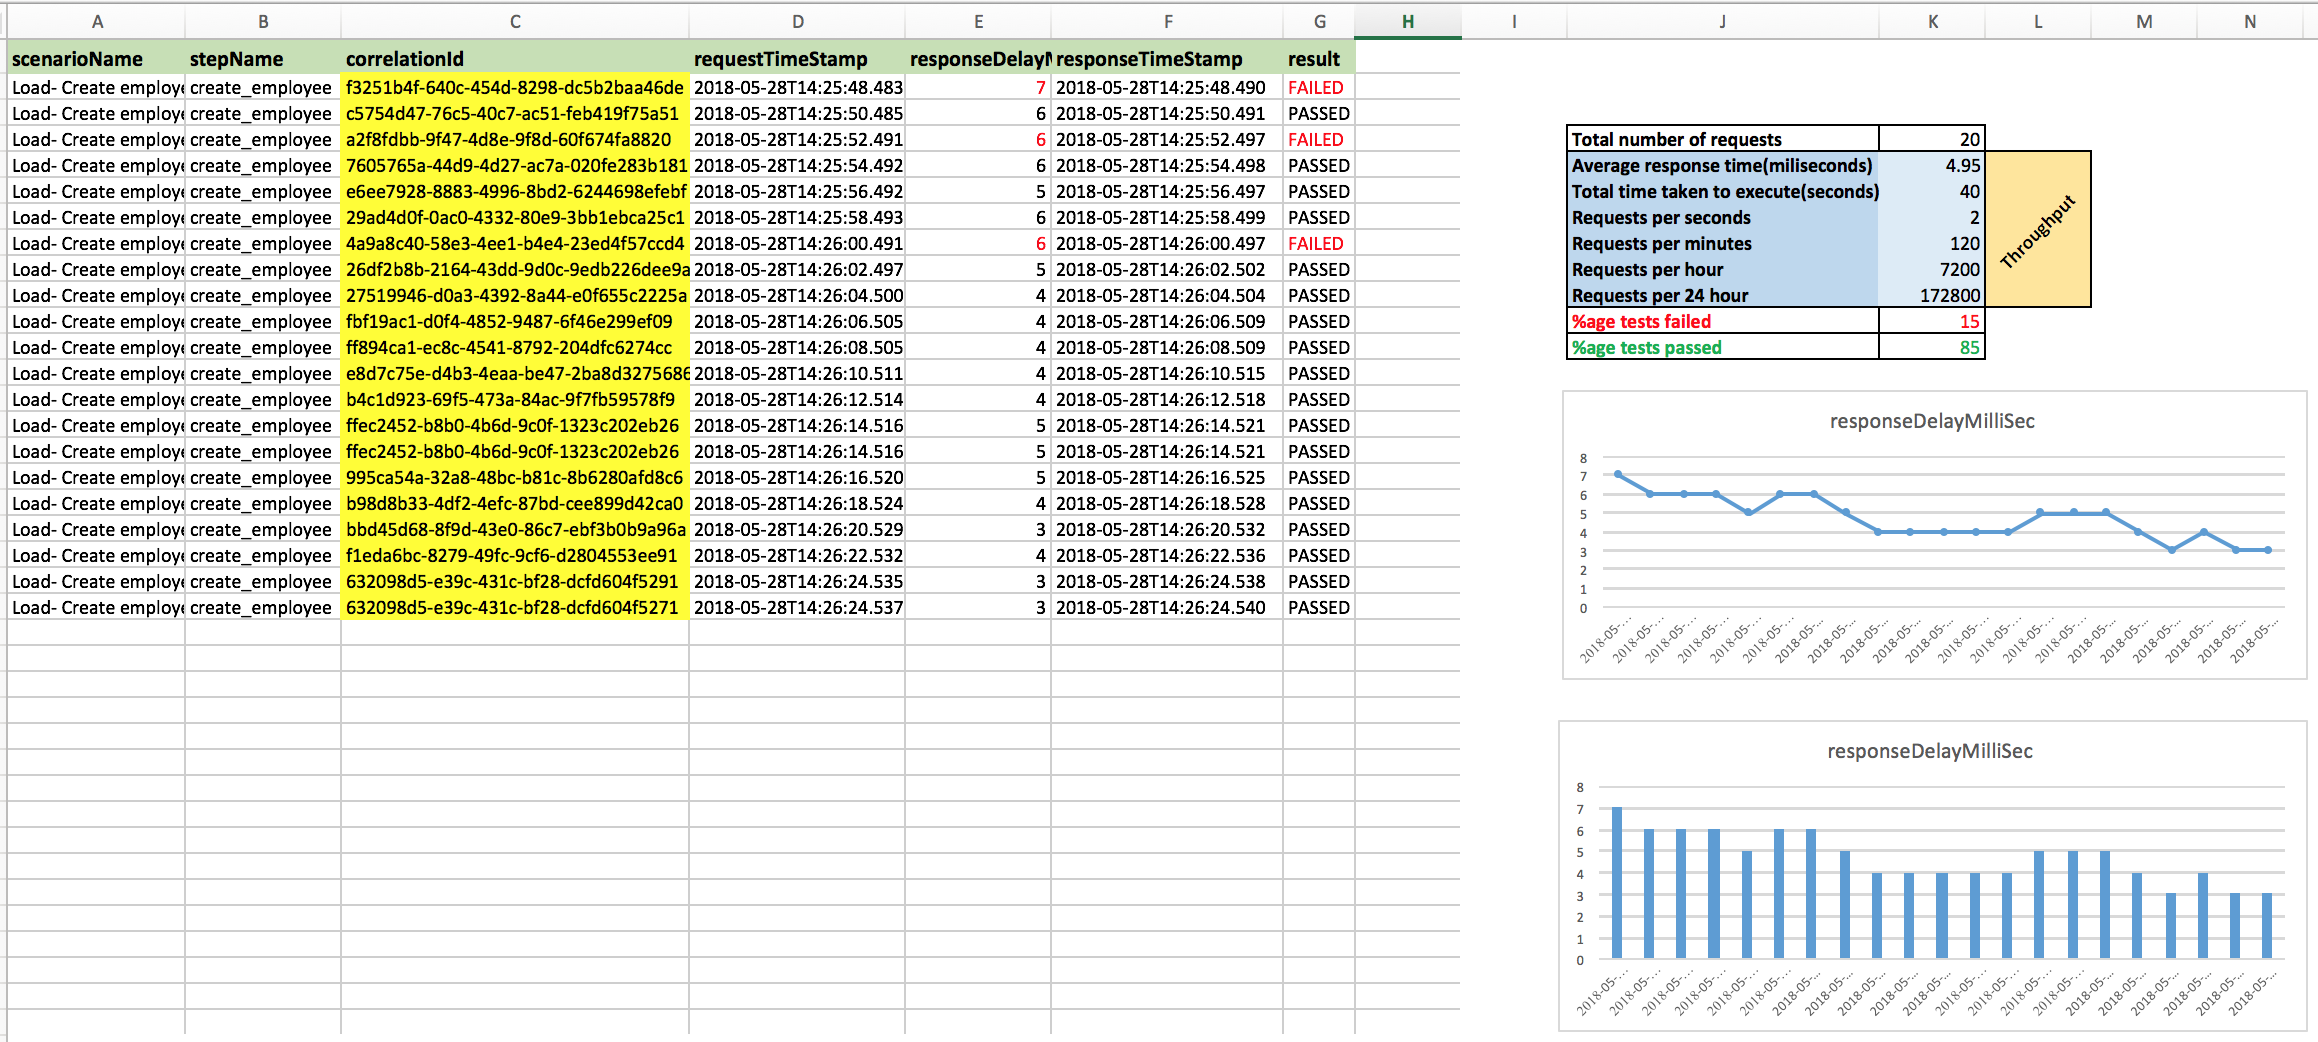 A B C D E F G H I J K L M N
scenarioName stepName correlationId requestTimeStamp responseDelayM responseTimeStamp result
Load- Create employe create_employee f3251b4f-640c-454d-8298-dc5b2baa46de 2018-05-28T14:25:48.483 7 2018-05-28T14:25:48.490 FAILED
Load- Create employe create_employee c5754d47-76c5-40c7-ac51-feb419f75a51 2018-05-28T14:25:50.485 6 2018-05-28T14:25:50.491 PASSED
Load- Create employe create_employee a2f8fdbb-9f47-4d8e-9f8d-60f674fa8820 2018-05-28T14:25:52.491 6 2018-05-28T14:25:52.497 FAILED
Load- Create employe create_employee 7605765a-44d9-4d27-ac7a-020fe283b181 2018-05-28T14:25:54.492 6 2018-05-28T14:25:54.498 PASSED
Load- Create employe create_employee e6ee7928-8883-4996-8bd2-6244698efebf 2018-05-28T14:25:56.492 5 2018-05-28T14:25:56.497 PASSED
Load- Create employe create_employee 29ad4d0f-0ac0-4332-80e9-3bb1ebca25c1 2018-05-28T14:25:58.493 6 2018-05-28T14:25:58.499 PASSED
Load- Create employe create_employee 4a9a8c40-58e3-4ee1-b4e4-23ed4f57ccd4 2018-05-28T14:26:00.491 6 2018-05-28T14:26:00.497 FAILED
Load- Create employe create_employee 26df2b8b-2164-43dd-9d0c-9edb226dee9a 2018-05-28T14:26:02.497 5 2018-05-28T14:26:02.502 PASSED
Load- Create employe create_employee 27519946-d0a3-4392-8a44-e0f655c2225a 2018-05-28T14:26:04.500 4 2018-05-28T14:26:04.504 PASSED
Load- Create employe create_employee fbf19ac1-d0f4-4852-9487-6f46e299ef09 2018-05-28T14:26:06.505 4 2018-05-28T14:26:06.509 PASSED
Load- Create employe create_employee ff894ca1-ec8c-4541-8792-204dfc6274cc 2018-05-28T14:26:08.505 4 2018-05-28T14:26:08.509 PASSED
Load- Create employe create_employee e8d7c75e-d4b3-4eaa-be47-2ba8d3275686 2018-05-28T14:26:10.511 4 2018-05-28T14:26:10.515 PASSED
Load- Create employe create_employee b4c1d923-69f5-473a-84ac-9f7fb59578f9 2018-05-28T14:26:12.514 4 2018-05-28T14:26:12.518 PASSED
Load- Create employe create_employee ffec2452-b8b0-4b6d-9c0f-1323c202eb26 2018-05-28T14:26:14.516 5 2018-05-28T14:26:14.521 PASSED
Load- Create employe create_employee ffec2452-b8b0-4b6d-9c0f-1323c202eb26 2018-05-28T14:26:14.516 5 2018-05-28T14:26:14.521 PASSED
Load- Create employe create_employee 995ca54a-32a8-48bc-b81c-8b6280afd8c6 2018-05-28T14:26:16.520 5 2018-05-28T14:26:16.525 PASSED
Load- Create employe create_employee b98d8b33-4df2-4efc-87bd-cee899d42ca0 2018-05-28T14:26:18.524 4 2018-05-28T14:26:18.528 PASSED
Load- Create employe create_employee bbd45d68-8f9d-43e0-86c7-ebf3b0b9a96a 2018-05-28T14:26:20.529 3 2018-05-28T14:26:20.532 PASSED
Load- Create employe create_employee f1eda6bc-8279-49fc-9cf6-d2804553ee91 2018-05-28T14:26:22.532 4 2018-05-28T14:26:22.536 PASSED
Load- Create employe create_employee 632098d5-e39c-431c-bf28-dcfd604f5291 2018-05-28T14:26:24.535 3 2018-05-28T14:26:24.538 PASSED
Load- Create employe create_employee 632098d5-e39c-431c-bf28-dcfd604f5271 2018-05-28T14:26:24.537 3 2018-05-28T14:26:24.540 PASSED
Total number of requests 20
Average response time(miliseconds) 4.95
Total time taken to execute(seconds) 40
Requests per seconds 2
Requests per minutes 120
Requests per hour 7200
Requests per 24 hour 172800
Throughput
%age tests failed 15
%age tests passed 85
responseDelayMilliSec
8
7
6
5
4
3
2
1
0
2018-05-... 2018-05-... 2018-05-... 2018-05-... 2018-05-... 2018-05-... 2018-05-... 2018-05-... 2018-05-... 2018-05-... 2018-05-... 2018-05-... 2018-05-... 2018-05-... 2018-05-... 2018-05-... 2018-05-... 2018-05-... 2018-05-... 2018-05-... 2018-05-...
responseDelayMilliSec
8
7
6
5
4
3
2
1
0
2018-05-... 2018-05-... 2018-05-... 2018-05-... 2018-05-... 2018-05-... 2018-05-... 2018-05-... 2018-05-... 2018-05-... 2018-05-... 2018-05-... 2018-05-... 2018-05-... 2018-05-... 2018-05-... 2018-05-... 2018-05-... 2018-05-... 2018-05-... 2018-05-...